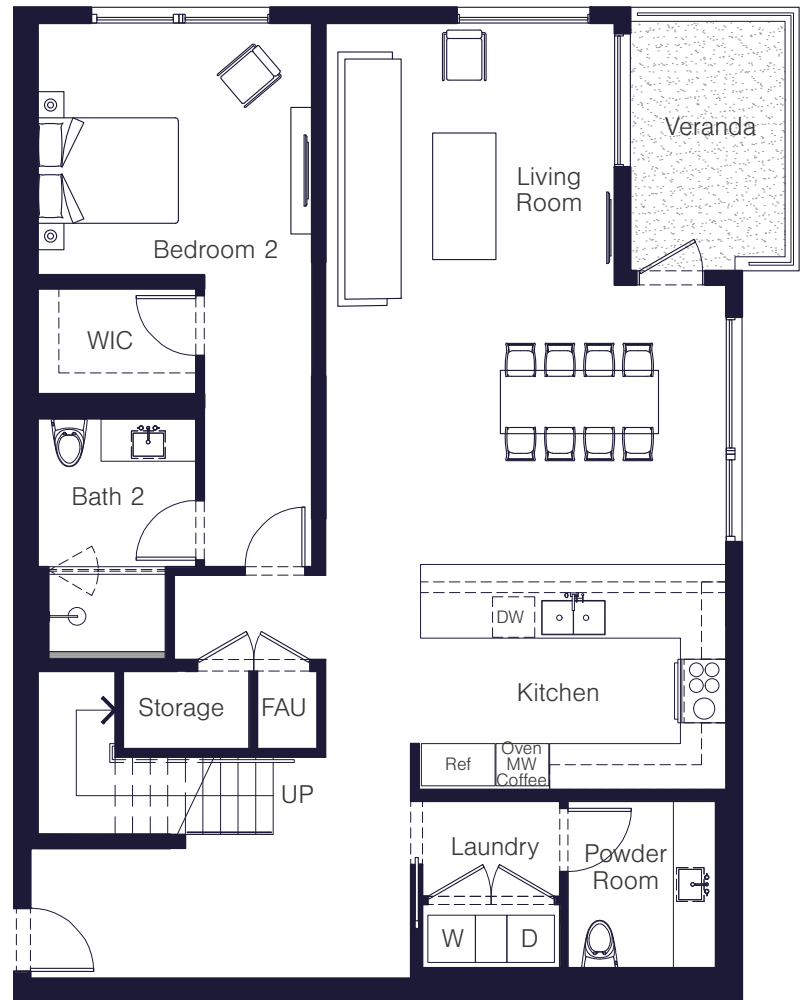 Veranda
Living
Room
Bedroom 2
WIC
Bath 2
DW
Kitchen
Storage
FAU
Ref
Oven
MW
Coffee
UP
Laundry
Powder
Room
W
D